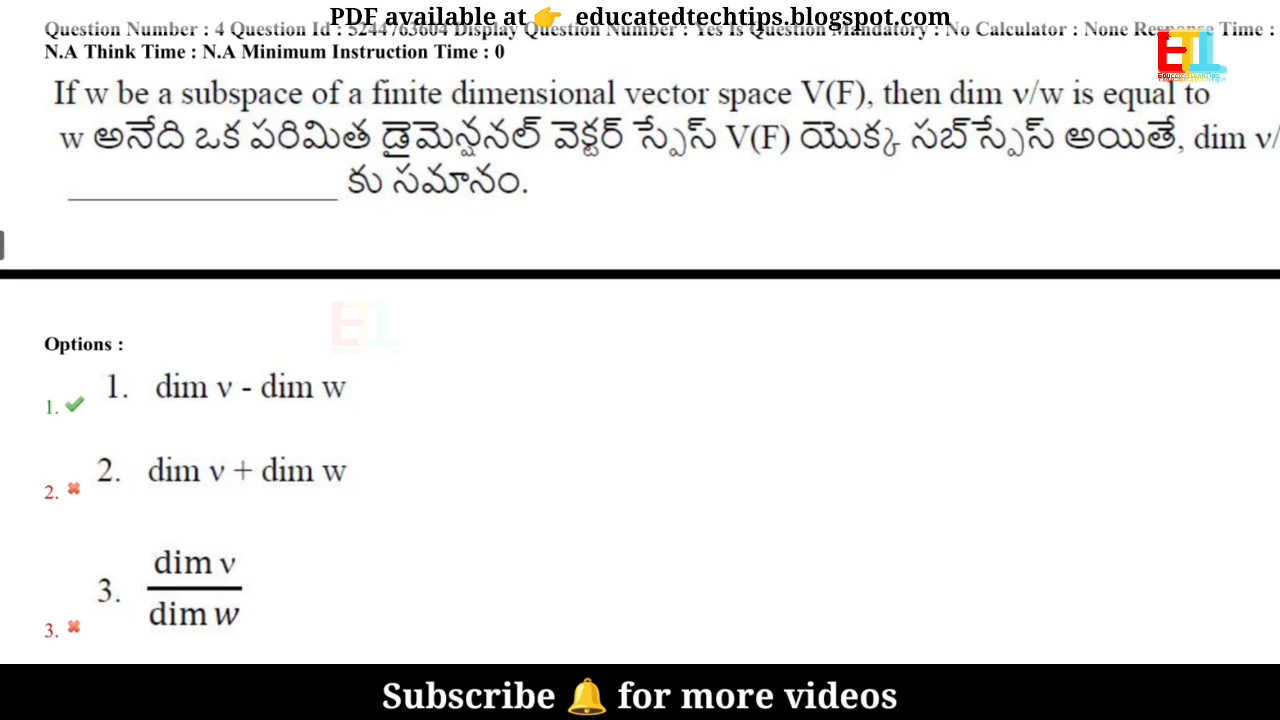 PDF available at 👉 educatedtechtips.blogspot.com
Question Number : 4 Question Id : 5244763604 Display Question Number : Yes Is Question Mandatory : No Calculator : None Response Time :
N.A Think Time : N.A Minimum Instruction Time : 0
If w be a subspace of a finite dimensional vector space V(F), then dim v/w is equal to
w అనేది ఒక పరిమిత డైమెన్షనల్ వెక్టర్ స్పేస్ V(F) యొక్క సబ్‌స్పేస్ అయితే, dim v/
____________________ కు సమానం.
ETL
Options :
1. dim v - dim w
1. ✔
2. dim v + dim w
2. ✖
3. dim v
dim w
3. ✖
Subscribe 🔔 for more videos